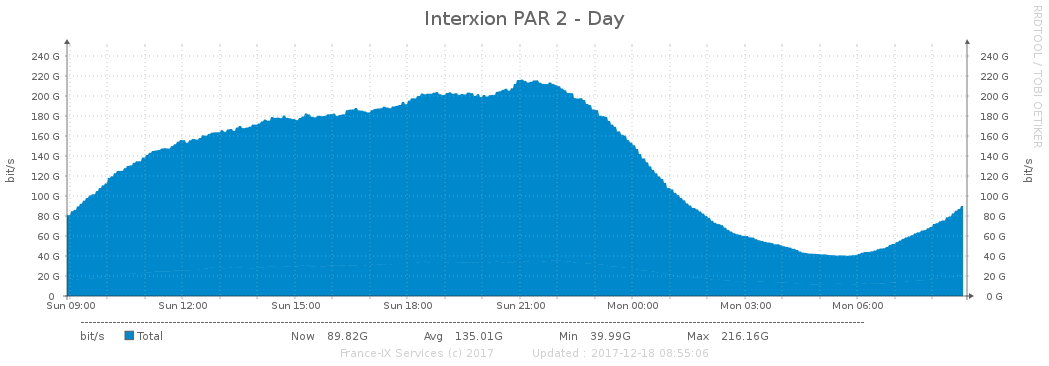 Interxion PAR 2 - Day
RRDTOOL / TOBI OETIKER
bit/s
240 G 240 G
220 G 220 G
200 G 200 G
180 G 180 G
160 G 160 G
140 G 140 G
120 G 120 G
100 G 100 G
80 G 80 G
60 G 60 G
40 G 40 G
20 G 20 G
0 0 G
bit/s
Sun 09:00 Sun 12:00 Sun 15:00 Sun 18:00 Sun 21:00 Mon 00:00 Mon 03:00 Mon 06:00
bit/s Total Now 89.82G Avg 135.01G Min 39.99G Max 216.16G
France-IX Services (c) 2017 Updated : 2017-12-18 08:55:06